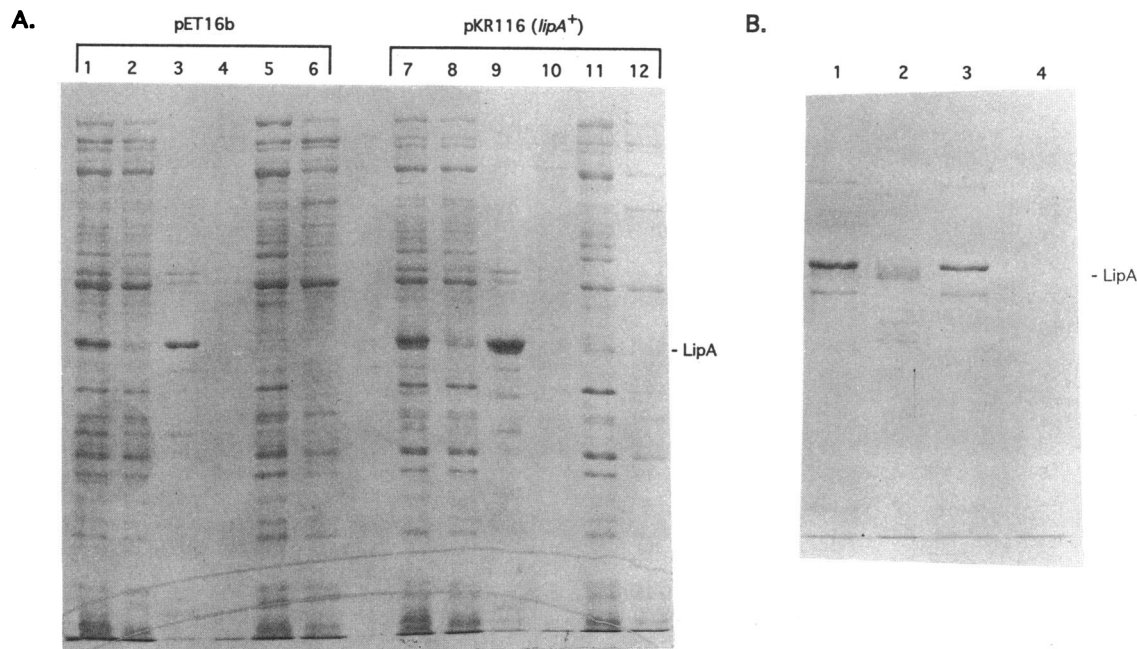 A.
pET16b
pKR116 (lipA+)
1 2 3 4 5 6 7 8 9 10 11 12
- LipA
B.
1 2 3 4
- LipA